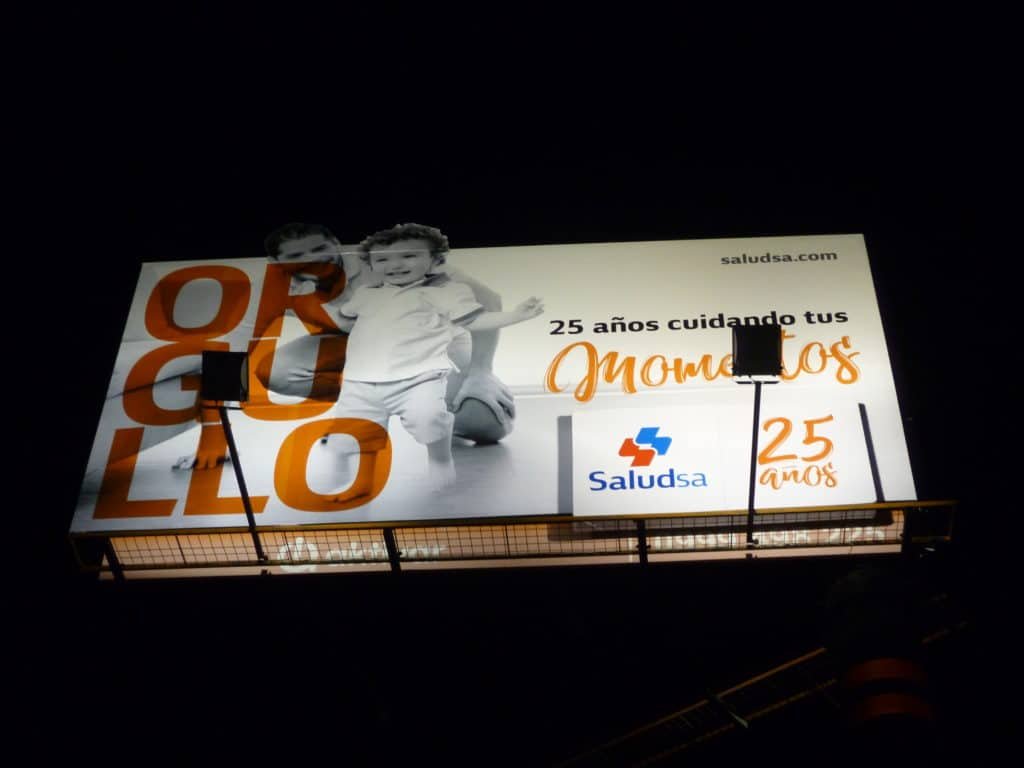 OR
GU
LLO
saludsa.com
25 años cuidando tus
Momentos
Saludsa
25
años